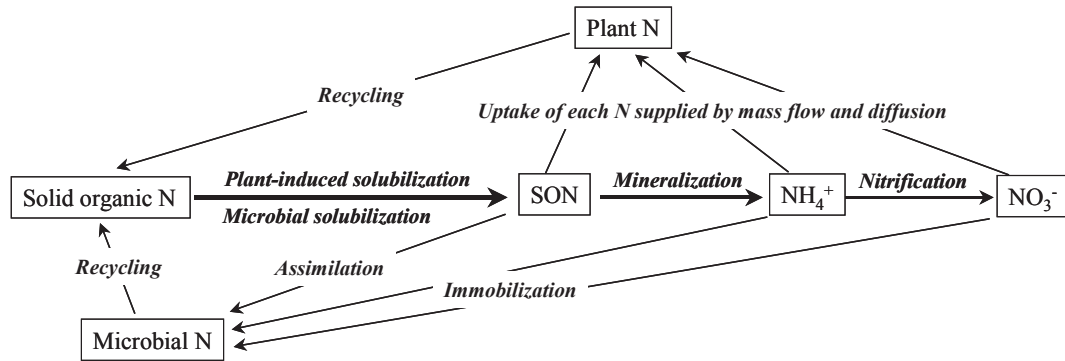 Plant N
Recycling
Uptake of each N supplied by mass flow and diffusion
Solid organic N
Plant-induced solubilization
Microbial solubilization
SON
Mineralization
NH₄⁺
Nitrification
NO₃⁻
Recycling
Assimilation
Immobilization
Microbial N